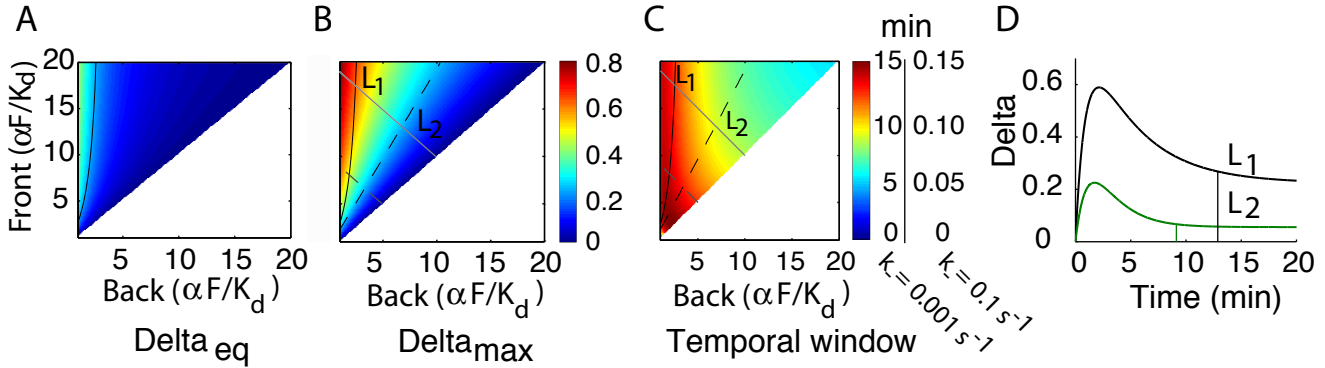 A
B
C
D
Front (αF/Kd)
20
15
10
5
5
10
15
20
Back (αF/Kd)
Delta eq
L1
L2
5
10
15
20
Back (αF/Kd)
Deltamax
0.8
0.6
0.4
0.2
0
L1
L2
5
10
15
20
Back (αF/Kd)
Temporal window
min
15
10
5
0
0.15
0.10
0.05
0
k_= 0.001 s-1
k_= 0.1 s-1
Delta
0.6
0.4
0.2
0
L1
L2
0
5
10
15
20
Time (min)